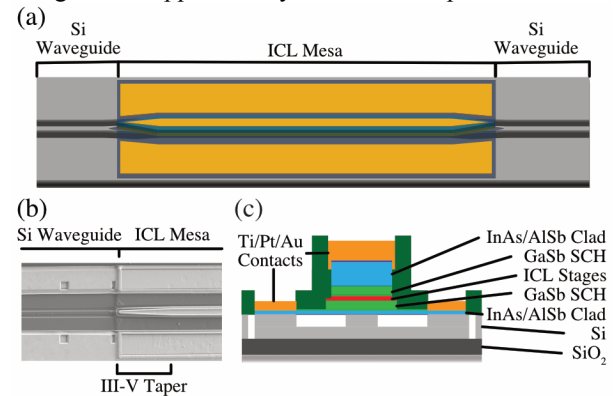 (a)
Si Waveguide
ICL Mesa
Si Waveguide
(b)
Si Waveguide
ICL Mesa
III-V Taper
(c)
Ti/Pt/Au
Contacts
InAs/AlSb Clad
GaSb SCH
ICL Stages
GaSb SCH
InAs/AlSb Clad
Si
SiO2